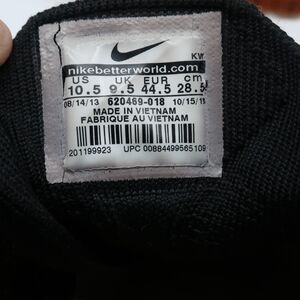 KW
nikebetterworld.com
US UK EUR cm
10.5 9.5 44.5 28.5
08/14/13 620469-018 10/15/13
MADE IN VIETNAM
FABRIQUE AU VIETNAM
201199923 UPC 00884499565109